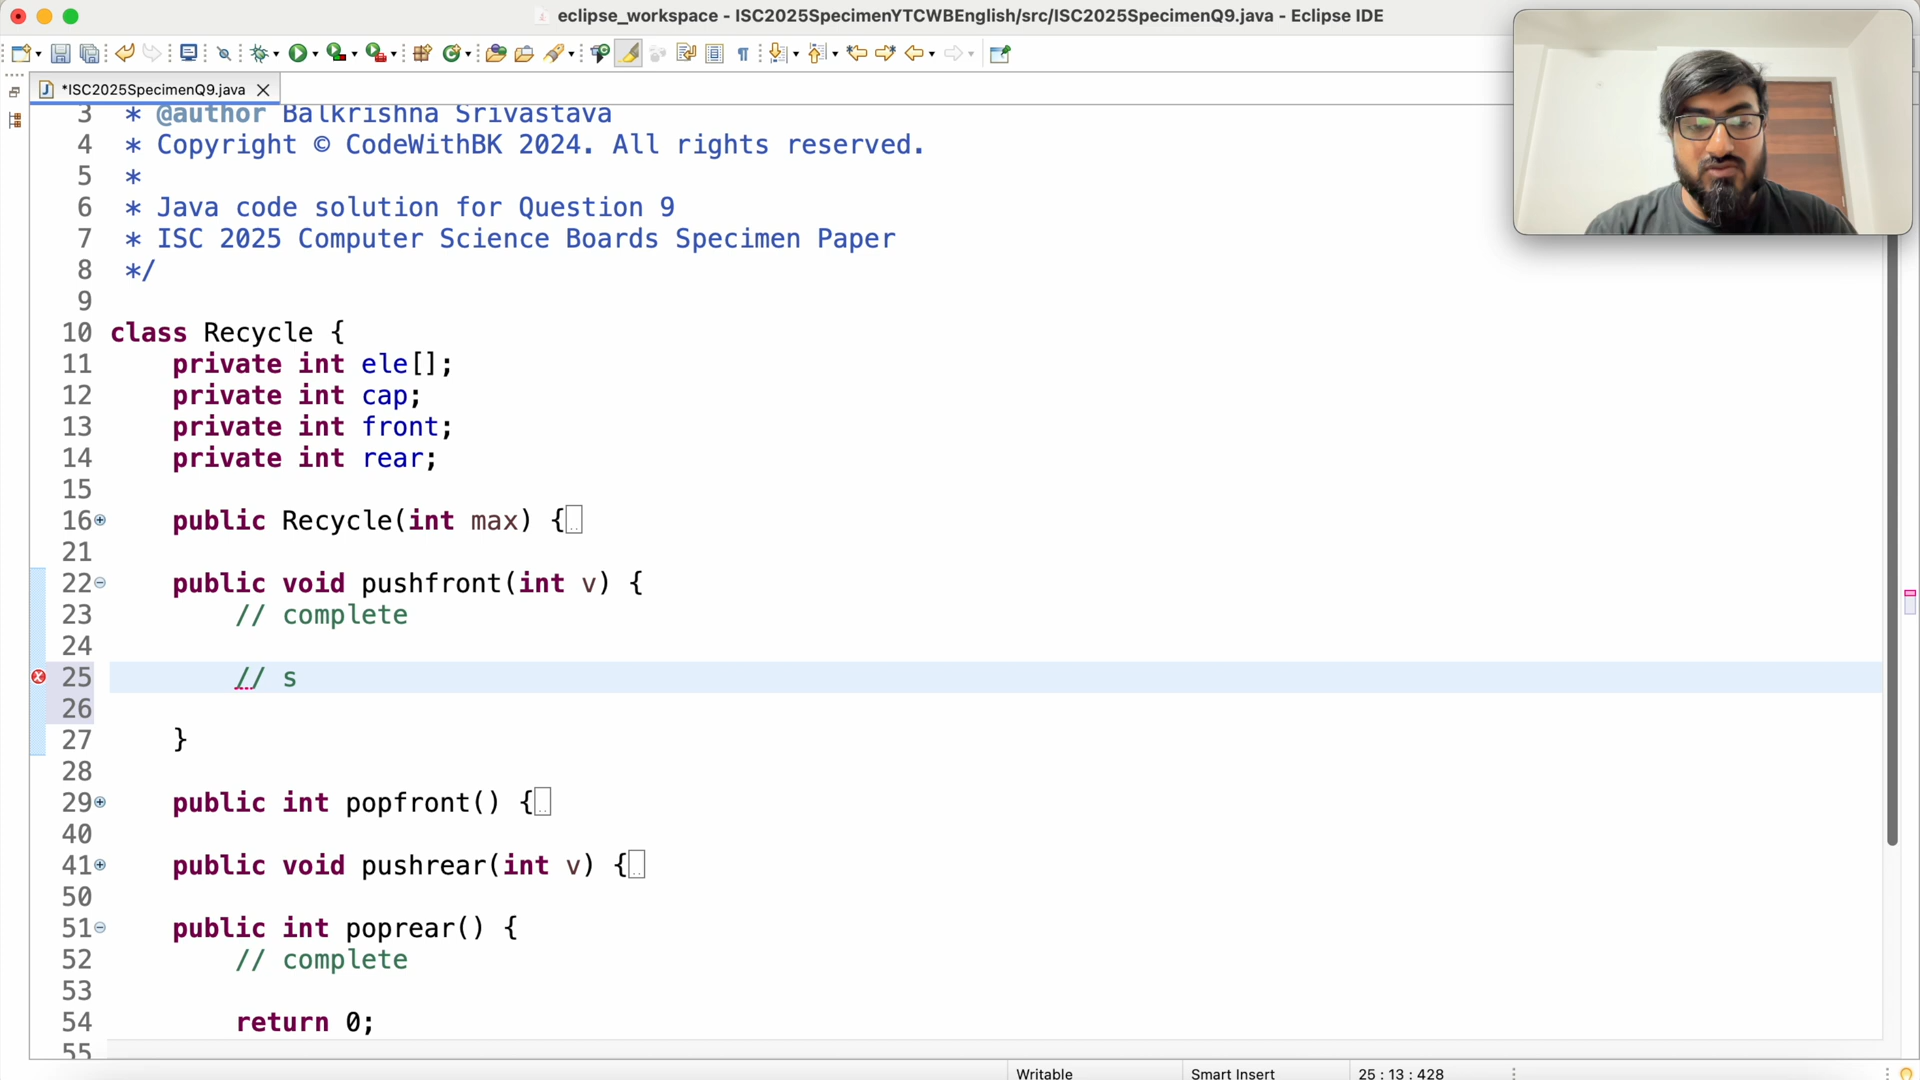 eclipse_workspace - ISC2025SpecimenYTCWBEnglish/src/ISC2025SpecimenQ9.java - Eclipse IDE
*ISC2025SpecimenQ9.java
3 * @author Balkrishna Srivastava
4 * Copyright © CodeWithBK 2024. All rights reserved.
5 *
6 * Java code solution for Question 9
7 * ISC 2025 Computer Science Boards Specimen Paper
8 */
9
10 class Recycle {
11 private int ele[];
12 private int cap;
13 private int front;
14 private int rear;
15
16 public Recycle(int max) {
21
22 public void pushfront(int v) {
23 // complete
24
25 // s
26
27 }
28
29 public int popfront() {
40
41 public void pushrear(int v) {
50
51 public int poprear() {
52 // complete
53
54 return 0;
55
Writable Smart Insert 25 : 13 : 428